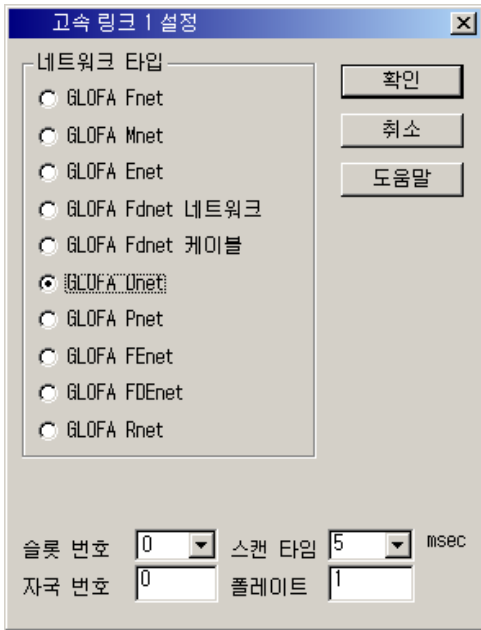 고속 링크 1 설정
네트워크 타입
GLOFA Fnet
GLOFA Mnet
GLOFA Enet
GLOFA Fdnet 네트워크
GLOFA Fdnet 케이블
GLOFA Dnet
GLOFA Pnet
GLOFA FEnet
GLOFA FDEnet
GLOFA Rnet
확인
취소
도움말
슬롯 번호 0 스캔 타임 5 msec
자국 번호 0 플레이트 1